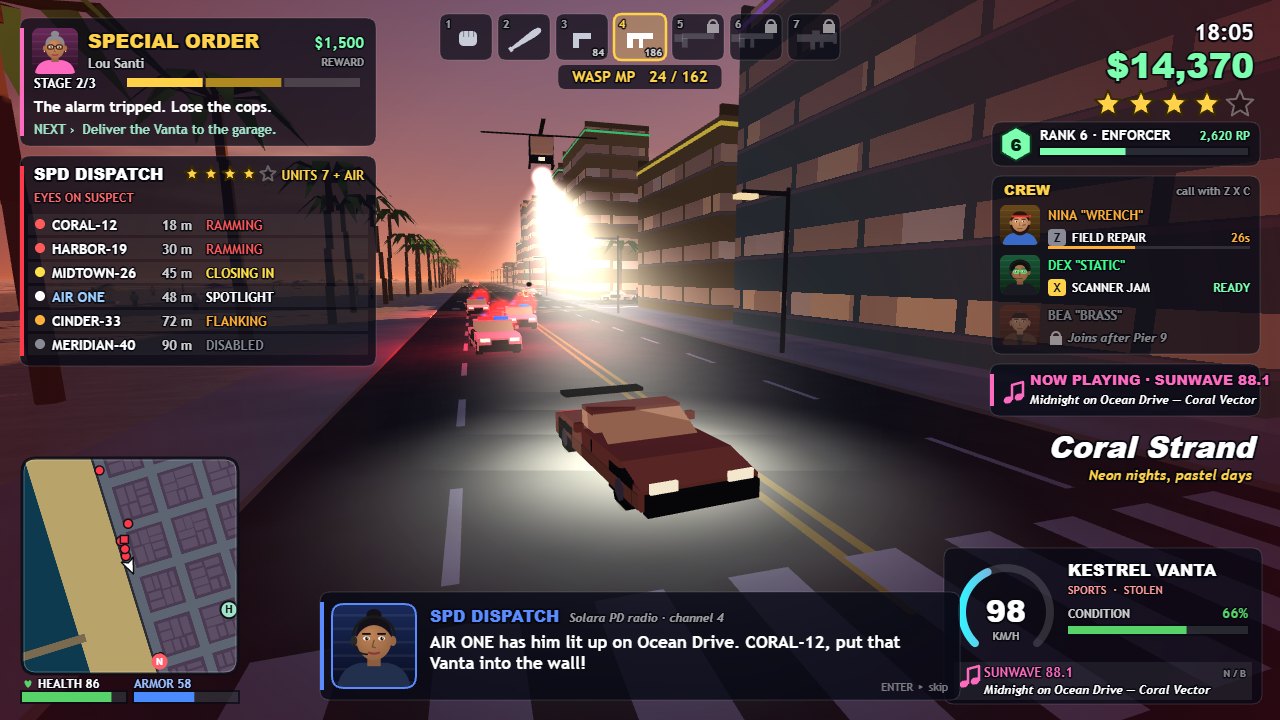 SPECIAL ORDER
$1,500
Lou Santi
REWARD
STAGE 2/3
The alarm tripped. Lose the cops.
NEXT › Deliver the Vanta to the garage.
SPD DISPATCH
UNITS 7 + AIR
EYES ON SUSPECT
CORAL-12 18 m RAMMING
HARBOR-19 30 m RAMMING
MIDTOWN-26 45 m CLOSING IN
AIR ONE 48 m SPOTLIGHT
CINDER-33 72 m FLANKING
MERIDIAN-40 90 m DISABLED
1 2 3 4 5 6 7
84 186
WASP MP 24 / 162
18:05
$14,370
6
RANK 6 · ENFORCER 2,620 RP
CREW
call with Z X C
NINA "WRENCH"
Z FIELD REPAIR 26s
DEX "STATIC"
X SCANNER JAM READY
BEA "BRASS"
Joins after Pier 9
NOW PLAYING · SUNWAVE 88.1
Midnight on Ocean Drive — Coral Vector
Coral Strand
Neon nights, pastel days
H
N
HEALTH 86
ARMOR 58
SPD DISPATCH Solara PD radio · channel 4
AIR ONE has him lit up on Ocean Drive. CORAL-12, put that
Vanta into the wall!
ENTER ▸ skip
98
KM/H
KESTREL VANTA
SPORTS · STOLEN
CONDITION 66%
SUNWAVE 88.1
N / B
Midnight on Ocean Drive — Coral Vector